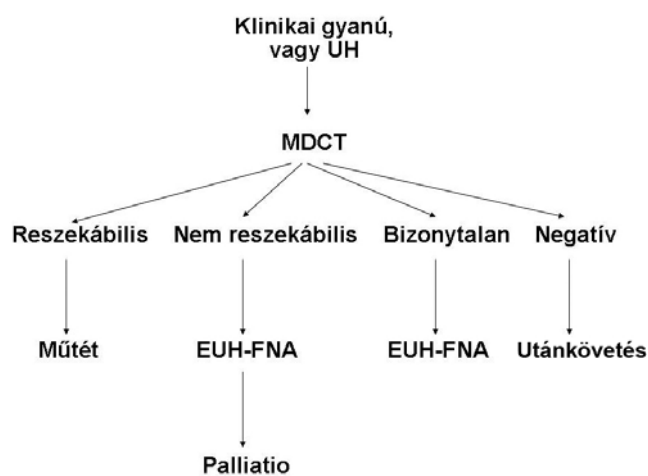 Klinikai gyanú,
vagy UH
MDCT
Reszekábilis Nem reszekábilis Bizonytalan Negatív
Műtét EUH-FNA EUH-FNA Utánkövetés
Palliatio